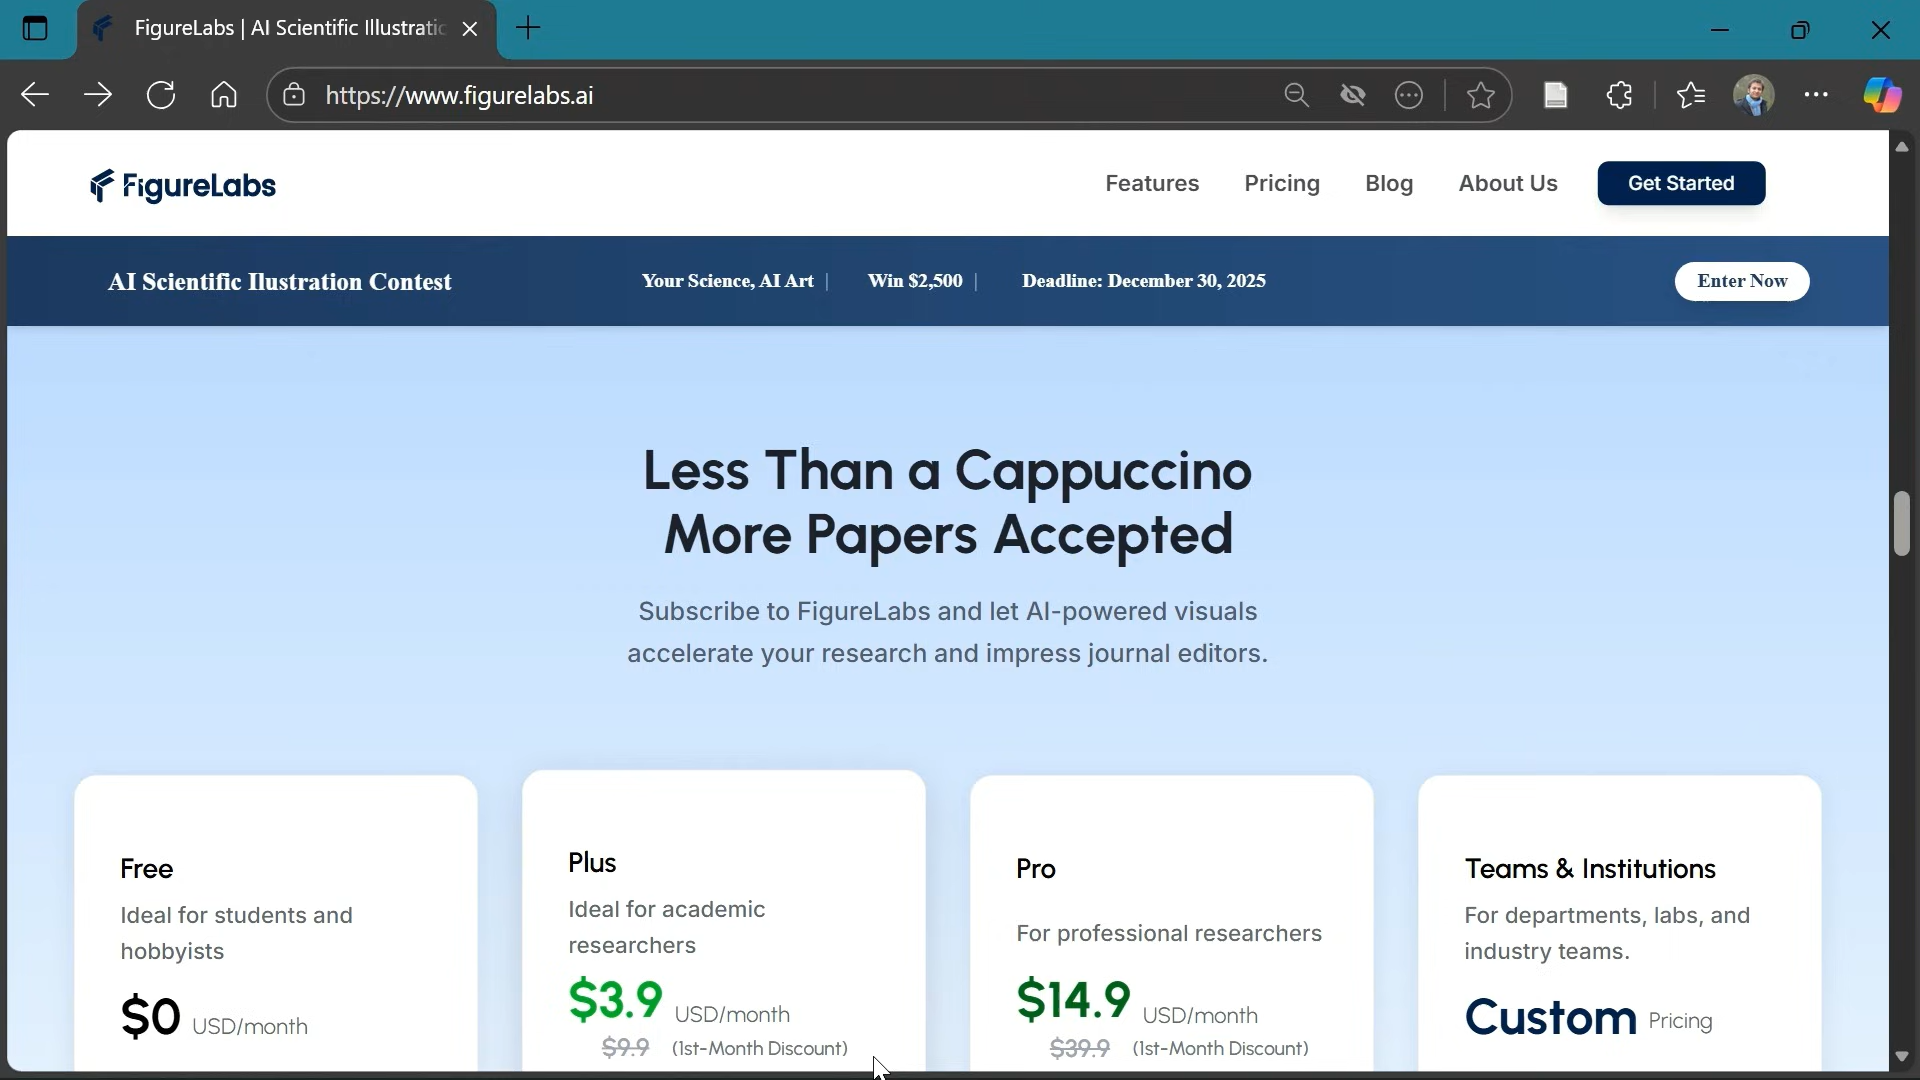 FigureLabs | AI Scientific Illustratic
https://www.figurelabs.ai
FigureLabs
Features
Pricing
Blog
About Us
Get Started
AI Scientific Ilustration Contest
Your Science, AI Art |
Win $2,500 |
Deadline: December 30, 2025
Enter Now
Less Than a Cappuccino
More Papers Accepted
Subscribe to FigureLabs and let AI-powered visuals
accelerate your research and impress journal editors.
Free
Ideal for students and
hobbyists
$0 USD/month
Plus
Ideal for academic
researchers
$3.9 USD/month
$9.9 (1st-Month Discount)
Pro
For professional researchers
$14.9 USD/month
$39.9 (1st-Month Discount)
Teams & Institutions
For departments, labs, and
industry teams.
Custom Pricing